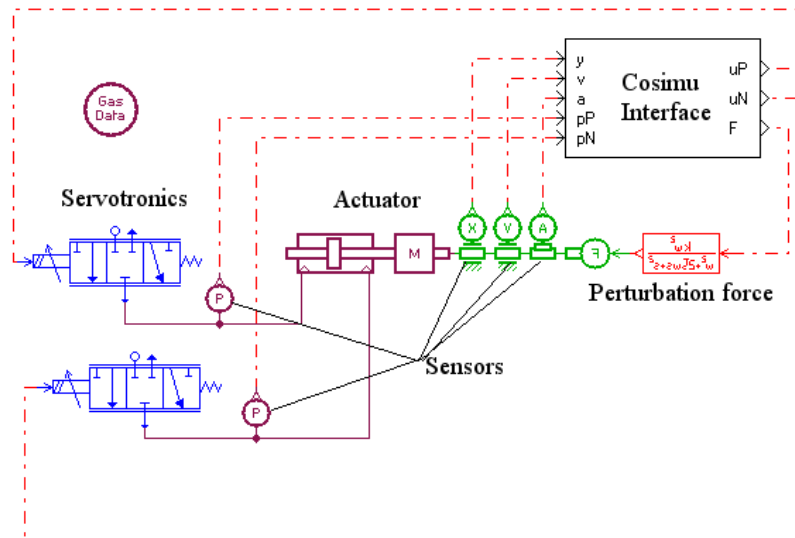 y
v
a
pP
pN
Cosimu
Interface
uP
uN
F
Gas
Data
Servotronics
Actuator
X
V
A
M
F
P
Perturbation force
Sensors
P